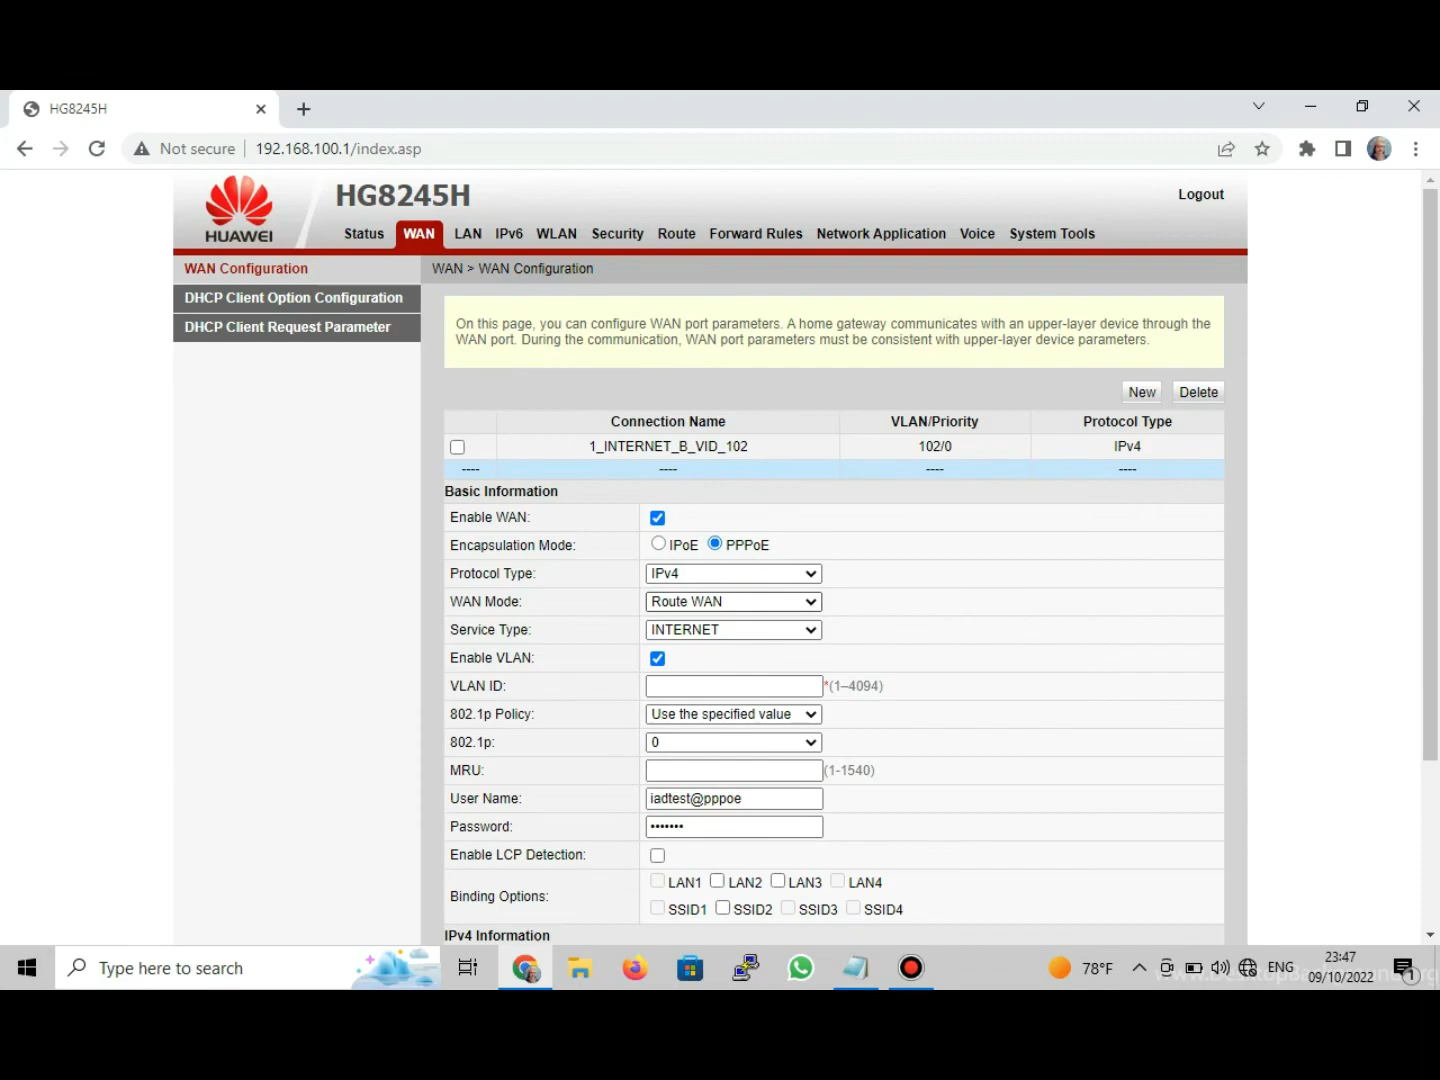 HG8245H
Not secure 192.168.100.1/index.asp
HUAWEI
HG8245H
Logout
Status WAN LAN IPv6 WLAN Security Route Forward Rules Network Application Voice System Tools
WAN Configuration
DHCP Client Option Configuration
DHCP Client Request Parameter
WAN > WAN Configuration
On this page, you can configure WAN port parameters. A home gateway communicates with an upper-layer device through the
WAN port. During the communication, WAN port parameters must be consistent with upper-layer device parameters.
New Delete
Connection Name VLAN/Priority Protocol Type
1_INTERNET_B_VID_102 102/0 IPv4
---- ---- ---- ----
Basic Information
Enable WAN:
Encapsulation Mode: IPoE PPPoE
Protocol Type: IPv4
WAN Mode: Route WAN
Service Type: INTERNET
Enable VLAN:
VLAN ID: *(1–4094)
802.1p Policy: Use the specified value
802.1p: 0
MRU: (1-1540)
User Name: iadtest@pppoe
Password: •••••••
Enable LCP Detection:
Binding Options: LAN1 LAN2 LAN3 LAN4
SSID1 SSID2 SSID3 SSID4
IPv4 Information
Type here to search
78°F
ENG
23:47
09/10/2022
1